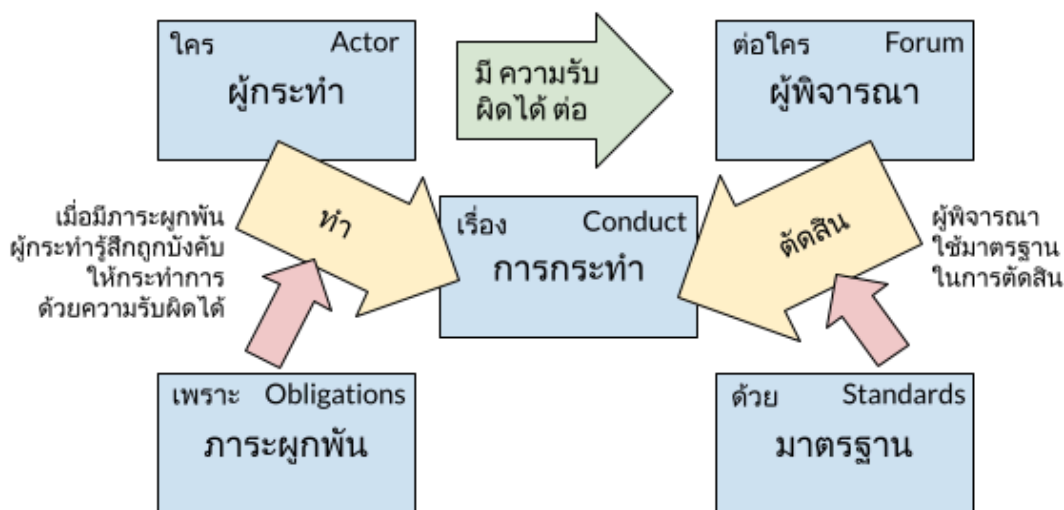 ใคร Actor
ผู้กระทำ
มี ความรับ
ผิดได้ ต่อ
ต่อใคร Forum
ผู้พิจารณา
เมื่อมีภาระผูกพัน
ผู้กระทำรู้สึกถูกบังคับ
ให้กระทำการ
ด้วยความรับผิดได้
ทำ
เรื่อง Conduct
การกระทำ
ตัดสิน
ผู้พิจารณา
ใช้มาตรฐาน
ในการตัดสิน
เพราะ Obligations
ภาระผูกพัน
ด้วย Standards
มาตรฐาน